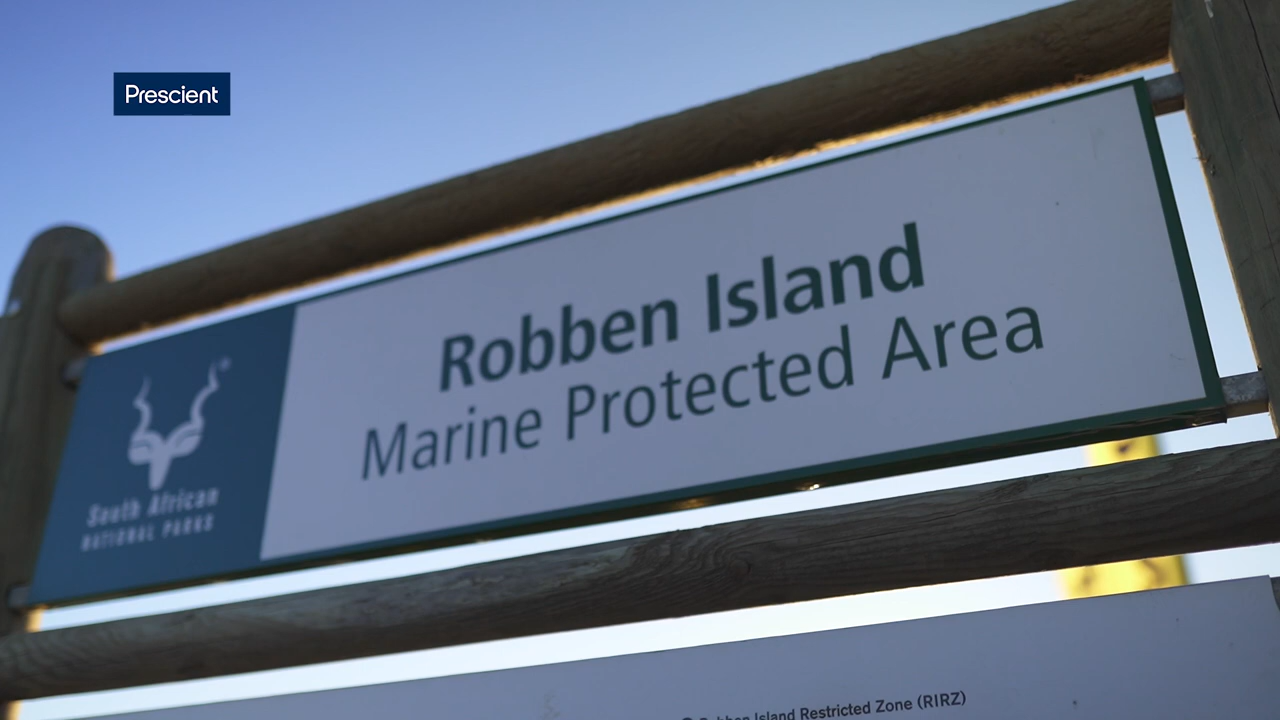 Prescient
Robben Island
Marine Protected Area
South African
NATIONAL PARKS
Robben Island Restricted Zone (RIRZ)